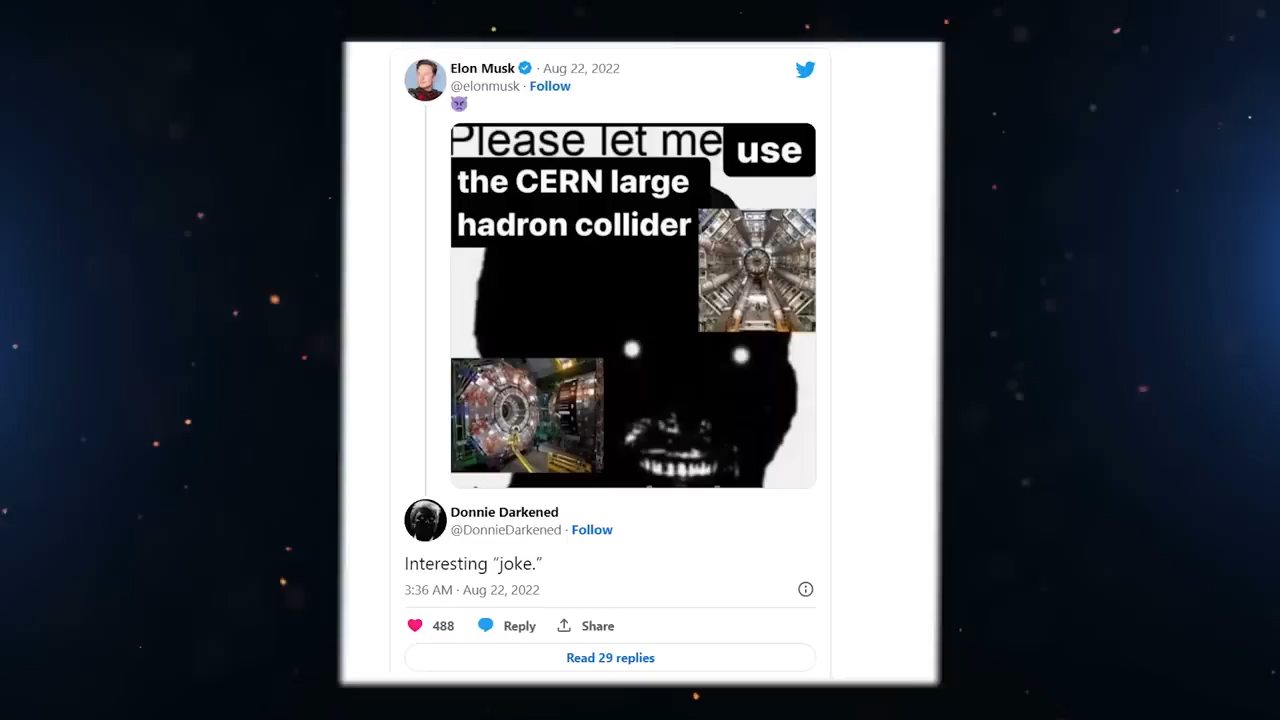 Elon Musk · Aug 22, 2022
@elonmusk · Follow
Please let me use
the CERN large
hadron collider
Donnie Darkened
@DonnieDarkened · Follow
Interesting “joke.”
3:36 AM · Aug 22, 2022
488 Reply Share
Read 29 replies